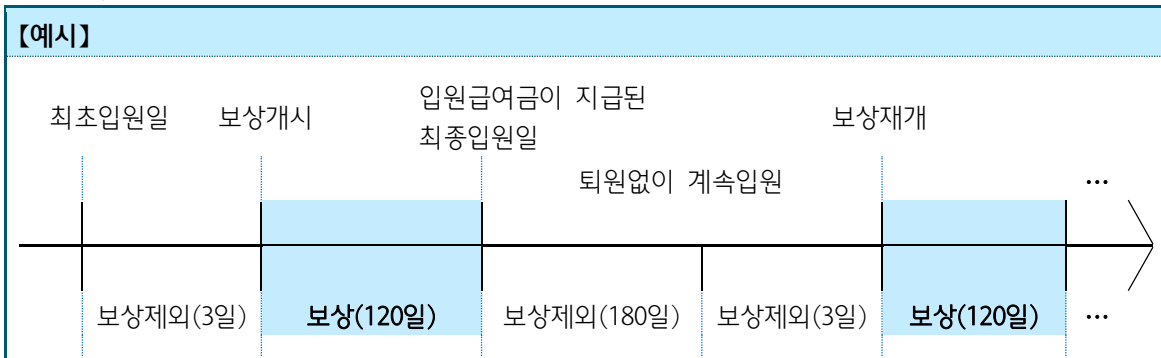 【예시】
최초입원일 보상개시 입원급여금이 지급된 최종입원일 보상재개
퇴원없이 계속입원 …
보상제외(3일) 보상(120일) 보상제외(180일) 보상제외(3일) 보상(120일) …